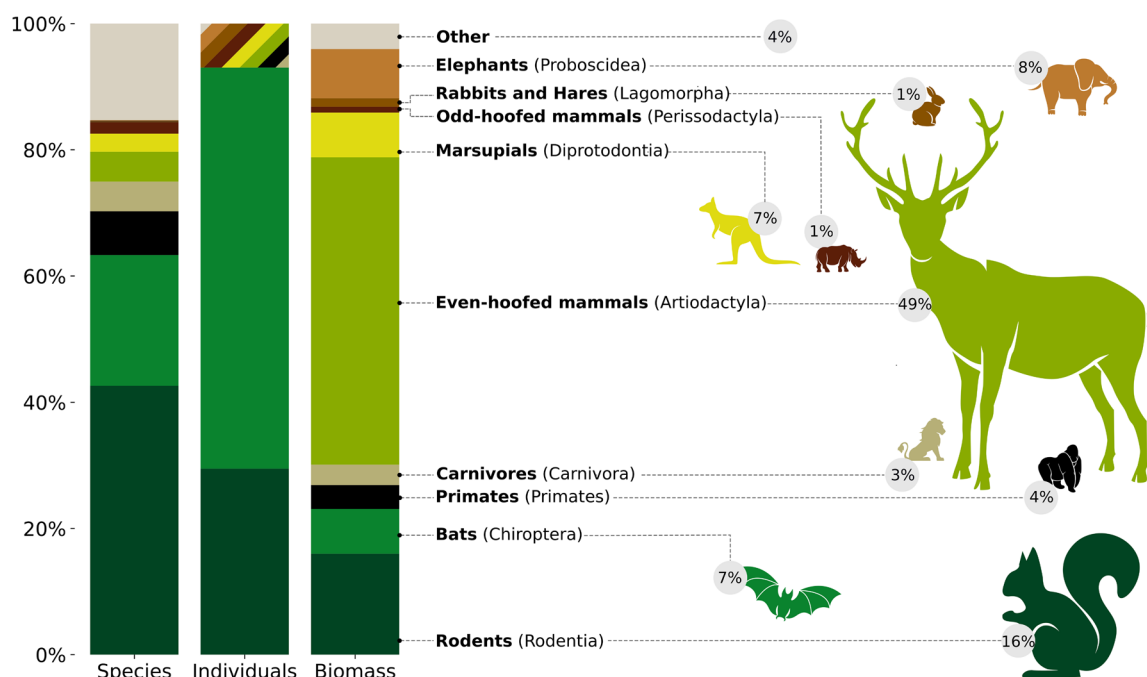 100%
80%
60%
40%
20%
0%
Species Individuals Biomass
Other 4%
Elephants (Proboscidea) 8%
Rabbits and Hares (Lagomorpha) 1%
Odd-hoofed mammals (Perissodactyla) 1%
Marsupials (Diprotodontia) 7%
Even-hoofed mammals (Artiodactyla) 49%
Carnivores (Carnivora) 3%
Primates (Primates) 4%
Bats (Chiroptera) 7%
Rodents (Rodentia) 16%